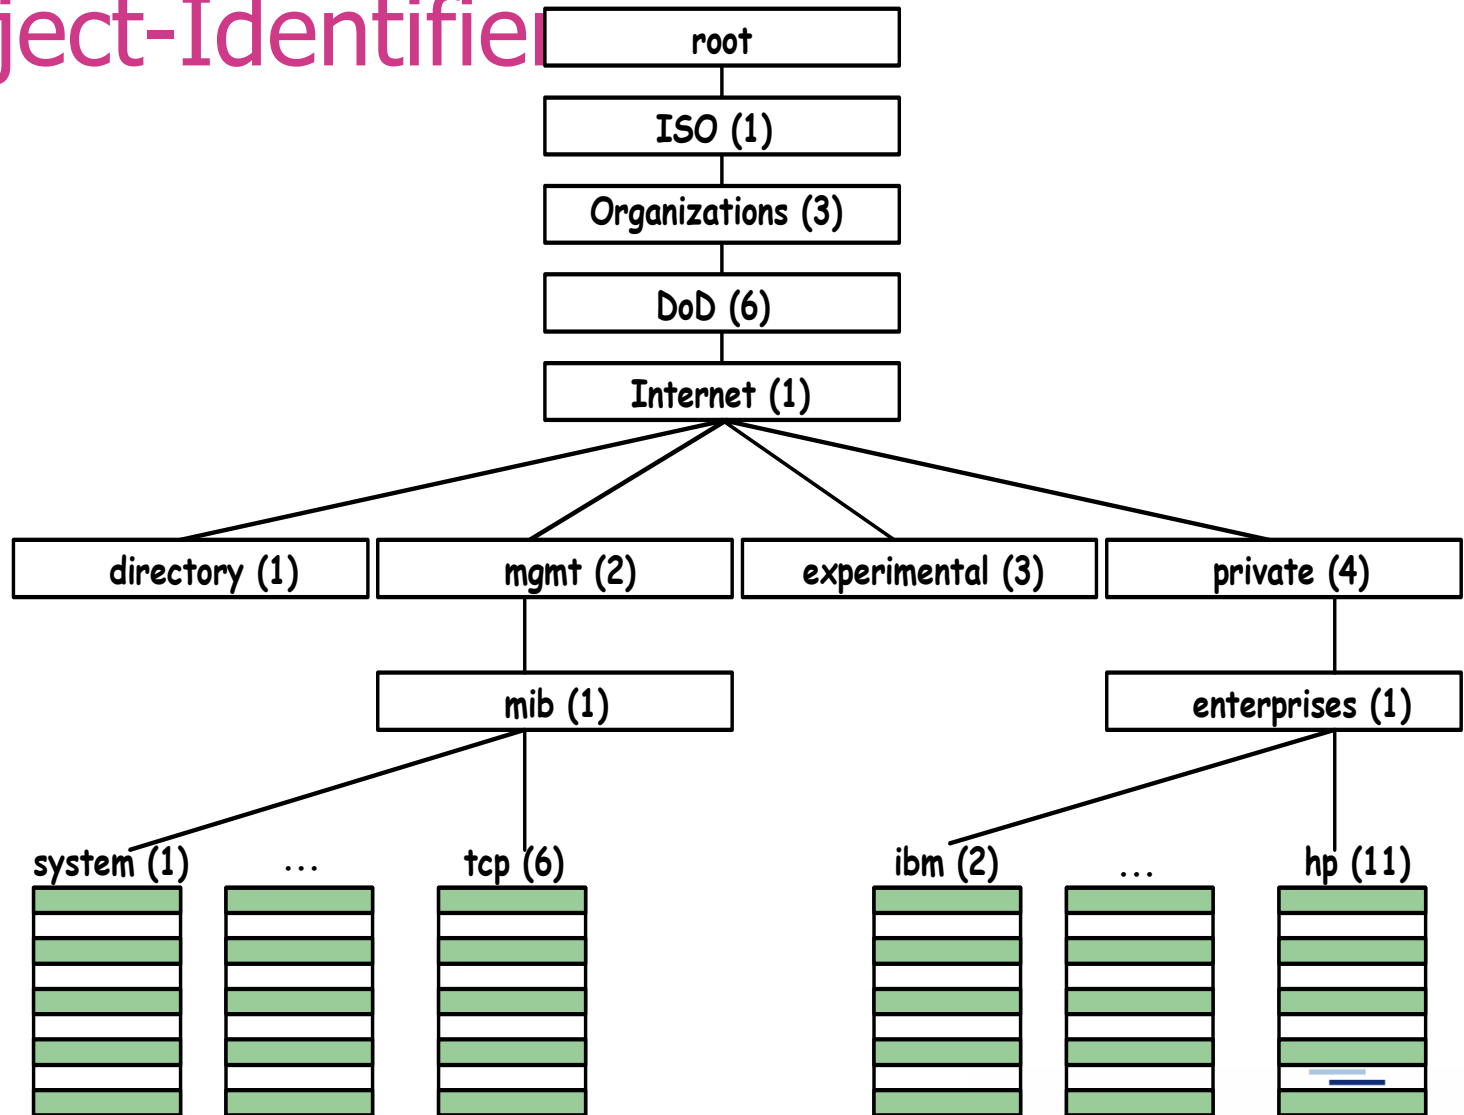 ject-Identifier
root
ISO (1)
Organizations (3)
DoD (6)
Internet (1)
directory (1)
mgmt (2)
experimental (3)
private (4)
mib (1)
enterprises (1)
system (1)
...
tcp (6)
ibm (2)
...
hp (11)